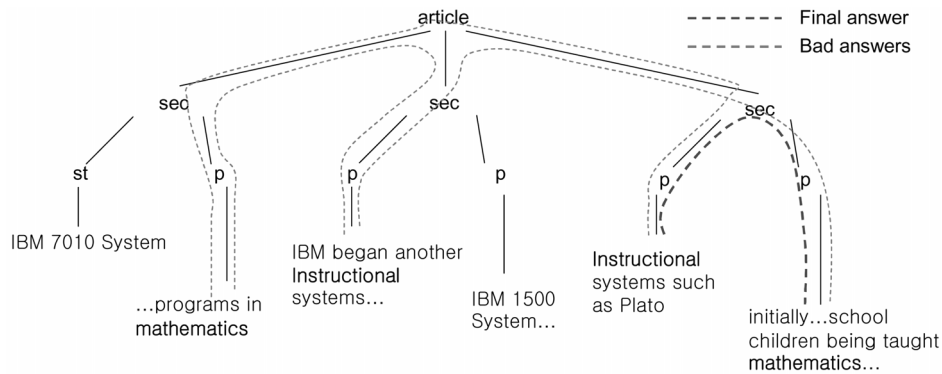 article
Final answer
Bad answers
sec
sec
sec
st
p
p
p
p
p
IBM 7010 System
…programs in
mathematics
IBM began another
Instructional
systems…
IBM 1500
System…
Instructional
systems such
as Plato
initially…school
children being taught
mathematics…